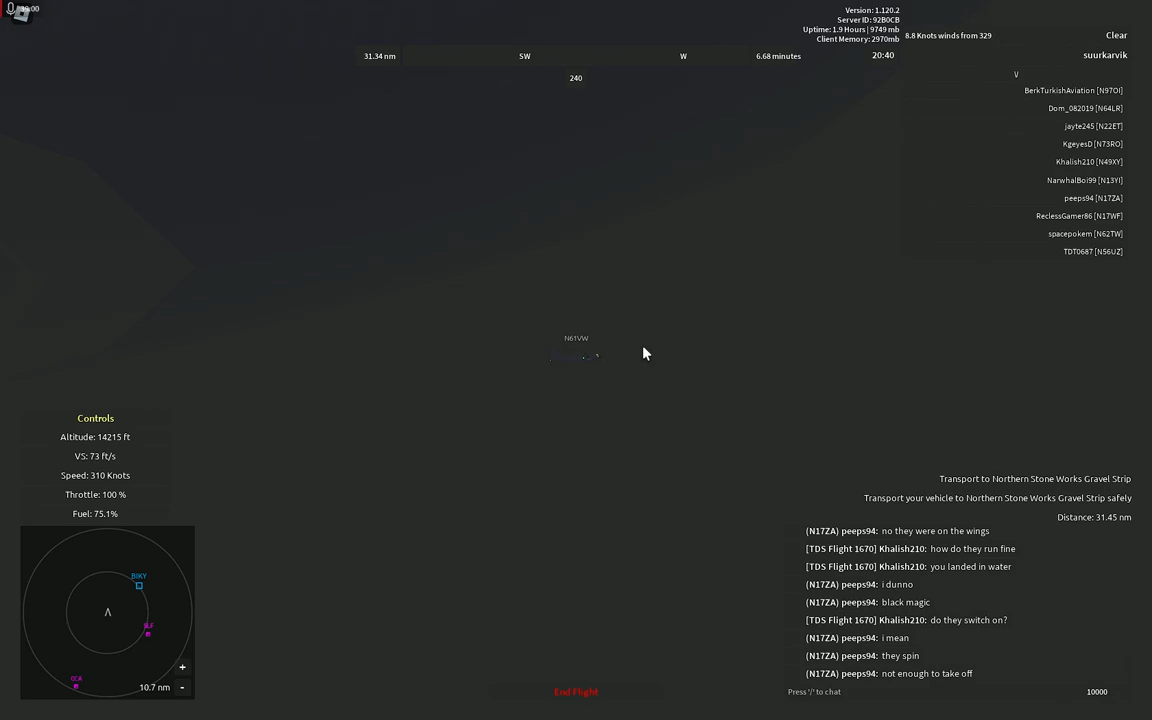 39:00
Version: 1.120.2
Server ID: 92B0CB
Uptime: 1.9 Hours | 9749 mb
Client Memory: 2970mb
8.8 Knots winds from 329
Clear
31.34 nm
SW
W
6.68 minutes
20:40
suurkarvik
240
V
BerkTurkishAviation [N97OI]
Dom_082019 [N64LR]
jayte245 [N22ET]
KgeyesD [N73RO]
Khalish210 [N49XY]
NarwhalBoi99 [N13YI]
peeps94 [N17ZA]
ReclessGamer86 [N17WF]
spacepokem [N62TW]
TDT0687 [N56UZ]
N61VW
Controls
Altitude: 14215 ft
VS: 73 ft/s
Speed: 310 Knots
Throttle: 100 %
Fuel: 75.1%
BIKY
SLF
OCA
+
10.7 nm -
Transport to Northern Stone Works Gravel Strip
Transport your vehicle to Northern Stone Works Gravel Strip safely
Distance: 31.45 nm
(N17ZA) peeps94: no they were on the wings
[TDS Flight 1670] Khalish210: how do they run fine
[TDS Flight 1670] Khalish210: you landed in water
(N17ZA) peeps94: i dunno
(N17ZA) peeps94: black magic
[TDS Flight 1670] Khalish210: do they switch on?
(N17ZA) peeps94: i mean
(N17ZA) peeps94: they spin
(N17ZA) peeps94: not enough to take off
Press '/' to chat
10000
End Flight